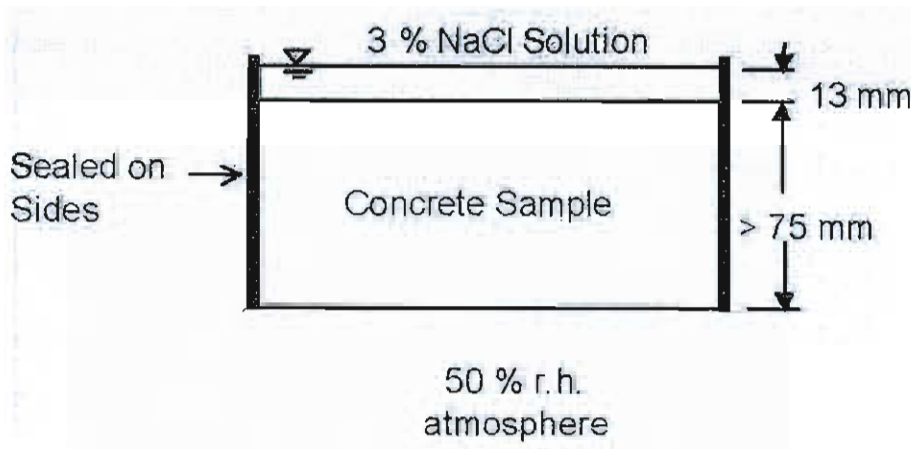 3 % NaCl Solution
13 mm
Sealed on
Sides
Concrete Sample
> 75 mm
50 % r.h.
atmosphere